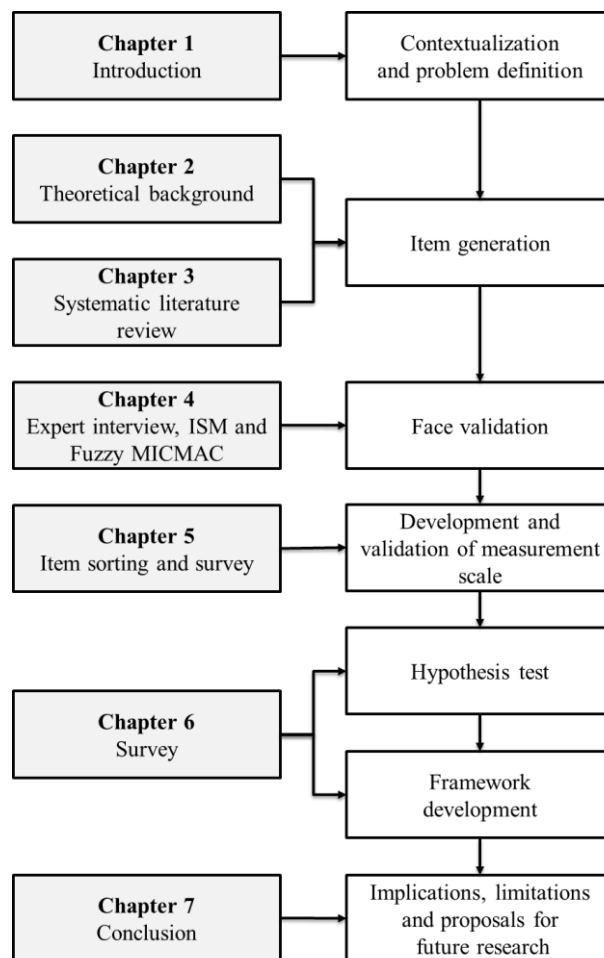 Chapter 1
Introduction
Contextualization
and problem definition
Chapter 2
Theoretical background
Chapter 3
Systematic literature
review
Item generation
Chapter 4
Expert interview, ISM and
Fuzzy MICMAC
Face validation
Chapter 5
Item sorting and survey
Development and
validation of measurement
scale
Chapter 6
Survey
Hypothesis test
Framework
development
Chapter 7
Conclusion
Implications, limitations
and proposals for
future research